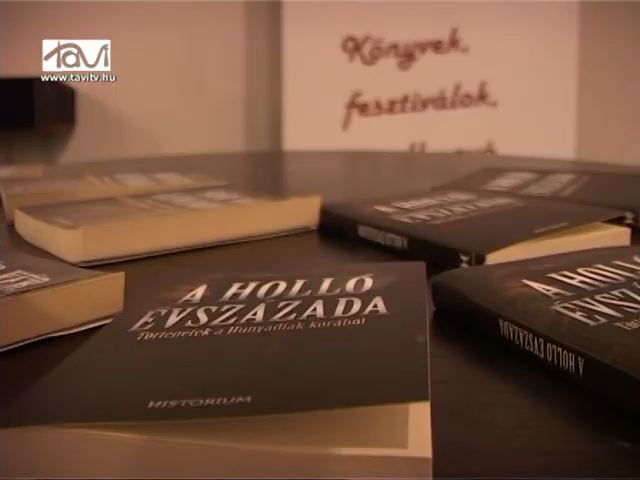 TAVI
www.tavitv.hu
Könyvek,
fesztiválok,
A HOLLÓ
ÉVSZÁZADA
Történetek a Hunyadiak korából
HISTORIUM
A HOLLÓ
ÉVSZÁZADA
A HOLLÓ ÉVSZÁZADA